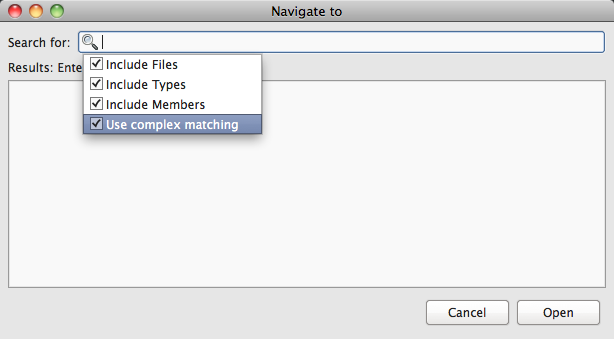 Navigate to
Search for:
Results: Ente
Include Files
Include Types
Include Members
Use complex matching
Cancel
Open